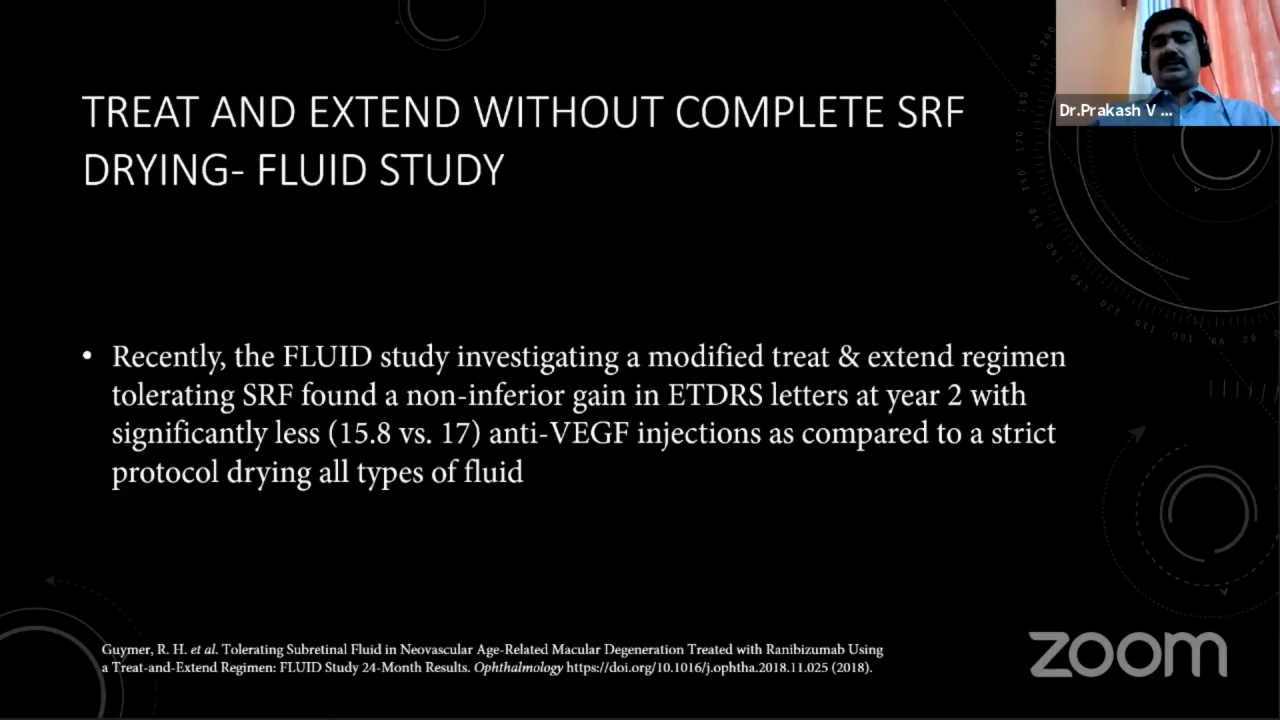 TREAT AND EXTEND WITHOUT COMPLETE SRF
DRYING- FLUID STUDY
Dr.Prakash V ...
• Recently, the FLUID study investigating a modified treat & extend regimen
tolerating SRF found a non-inferior gain in ETDRS letters at year 2 with
significantly less (15.8 vs. 17) anti-VEGF injections as compared to a strict
protocol drying all types of fluid
Guymer, R. H. et al. Tolerating Subretinal Fluid in Neovascular Age-Related Macular Degeneration Treated with Ranibizumab Using
a Treat-and-Extend Regimen: FLUID Study 24-Month Results. Ophthalmology https://doi.org/10.1016/j.ophtha.2018.11.025 (2018).
zoom